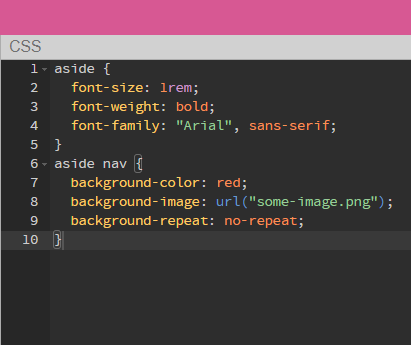 CSS
1 aside {
2 font-size: 1rem;
3 font-weight: bold;
4 font-family: "Arial", sans-serif;
5 }
6 aside nav {
7 background-color: red;
8 background-image: url("some-image.png");
9 background-repeat: no-repeat;
10 }